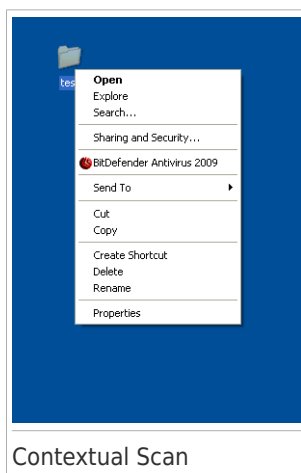 tes
Open
Explore
Search...
Sharing and Security...
BitDefender Antivirus 2009
Send To
Cut
Copy
Create Shortcut
Delete
Rename
Properties
Contextual Scan